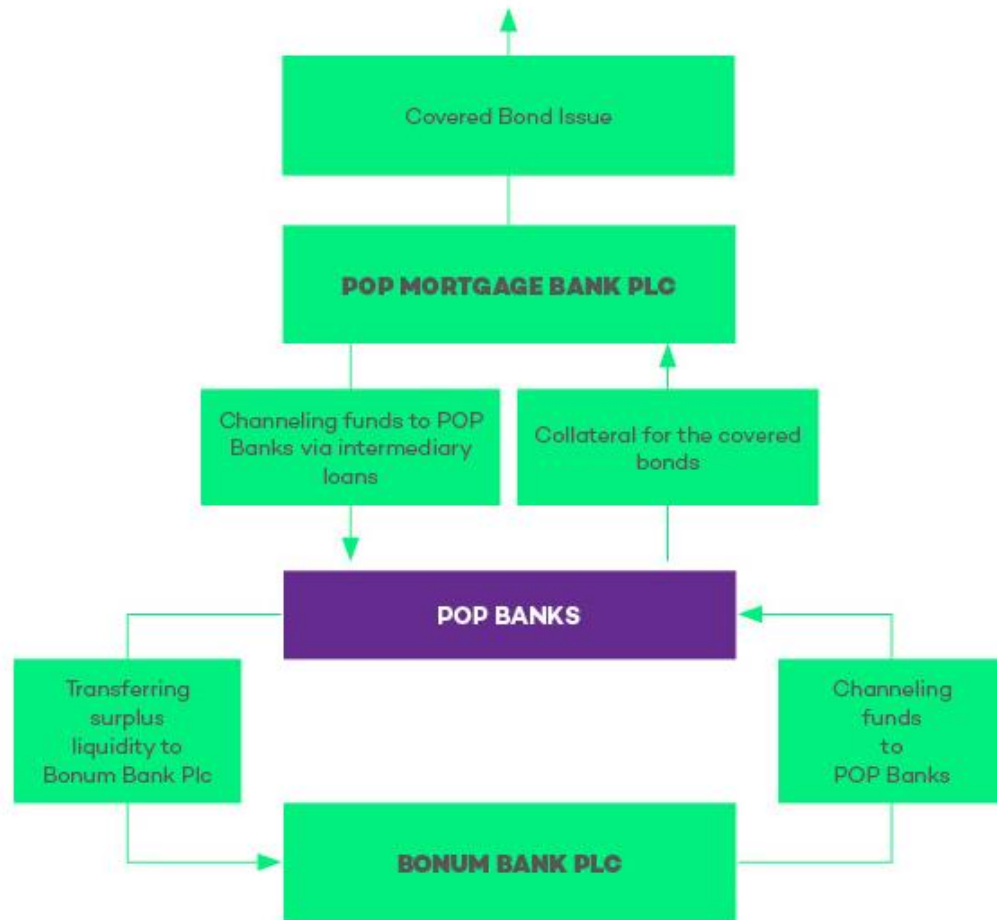 Covered Bond Issue
POP MORTGAGE BANK PLC
Channeling funds to POP
Banks via intermediary
loans
Collateral for the covered
bonds
POP BANKS
Transferring
surplus
liquidity to
Bonum Bank Plc
Channeling
funds
to
POP Banks
BONUM BANK PLC